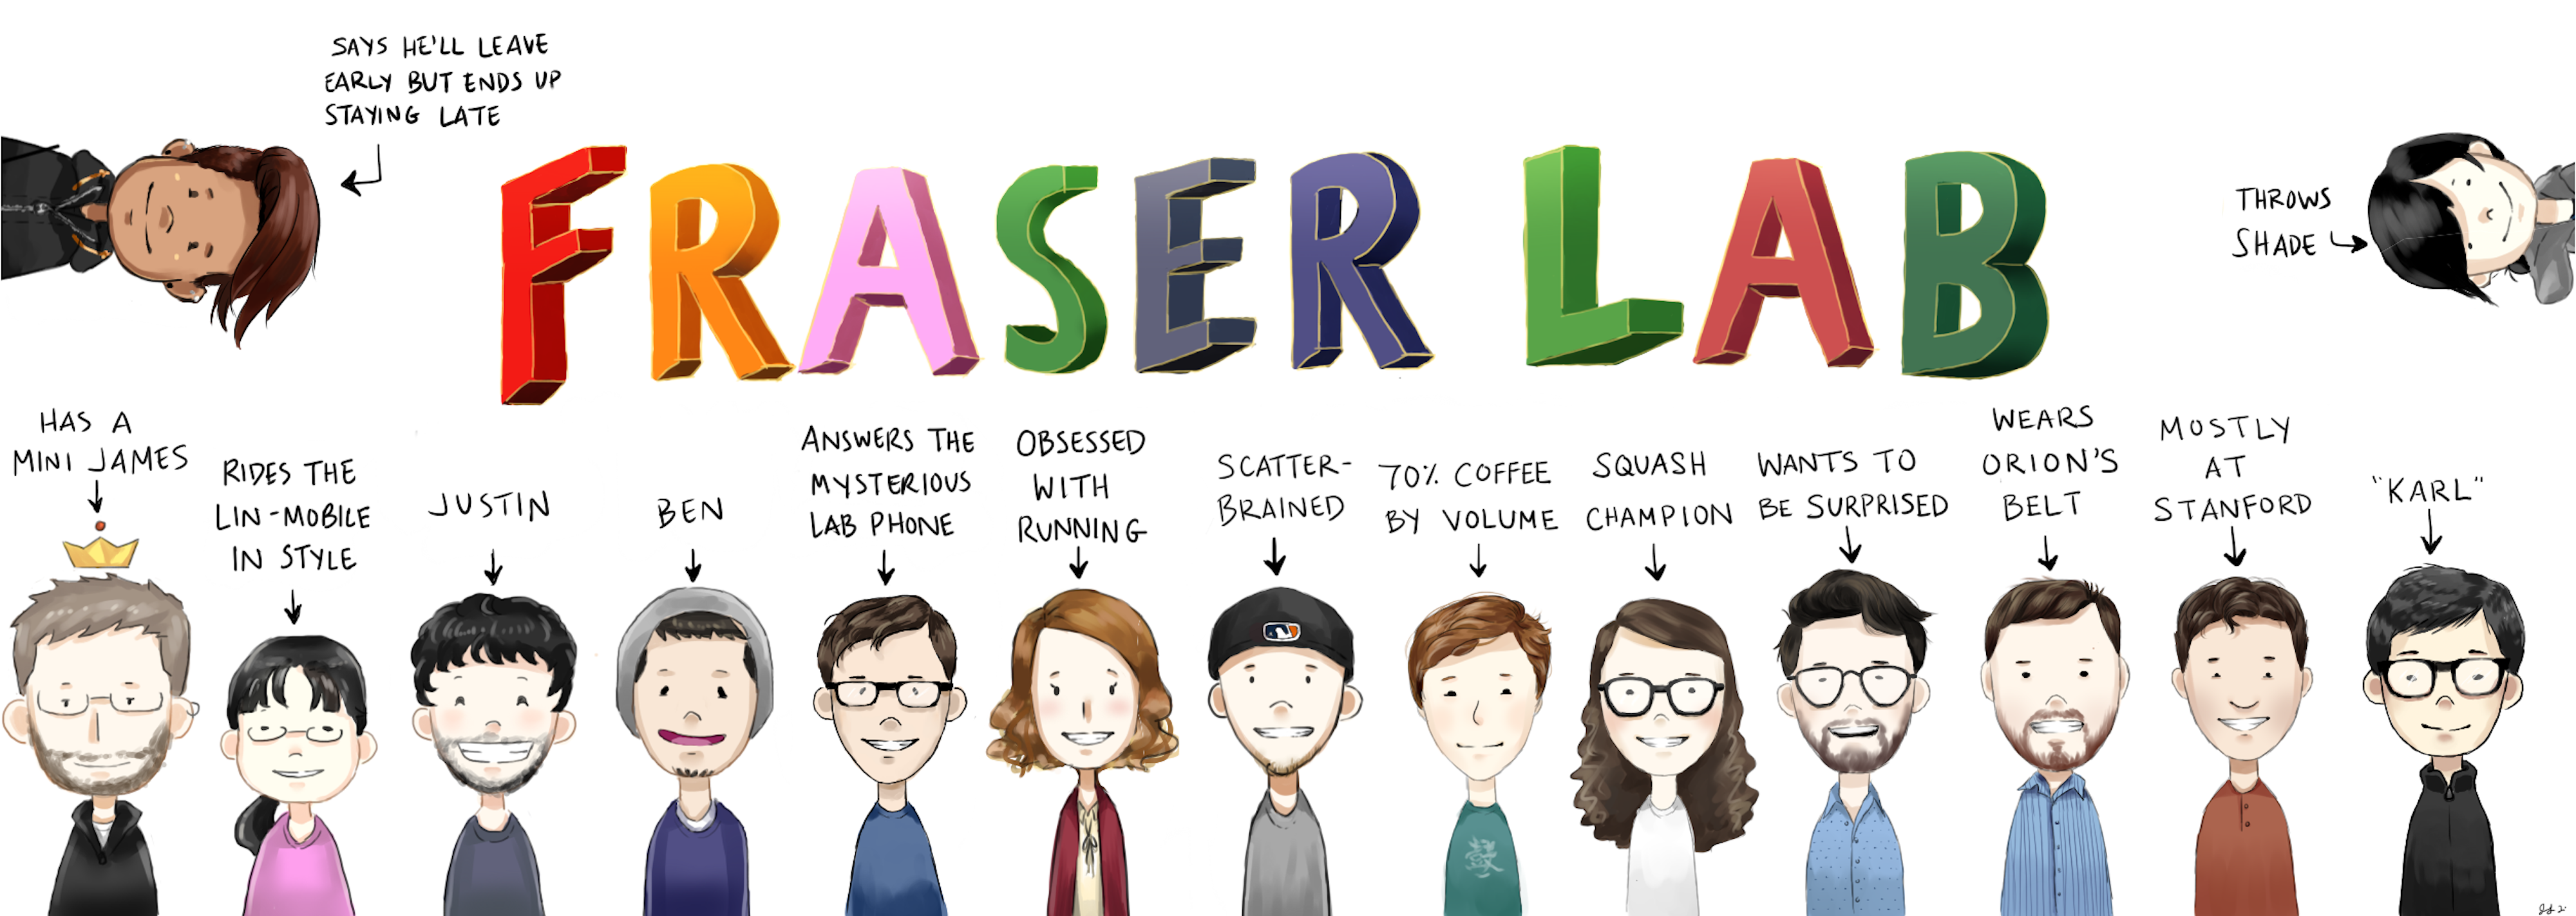 SAYS HE'LL LEAVE
EARLY BUT ENDS UP
STAYING LATE
FRASER LAB
THROWS
SHADE
HAS A
MINI JAMES
RIDES THE
LIN-MOBILE
IN STYLE
JUSTIN
BEN
ANSWERS THE
MYSTERIOUS
LAB PHONE
OBSESSED
WITH
RUNNING
SCATTER-
BRAINED
70% COFFEE
BY VOLUME
SQUASH
CHAMPION
WANTS TO
BE SURPRISED
WEARS
ORION'S
BELT
MOSTLY
AT
STANFORD
"KARL"